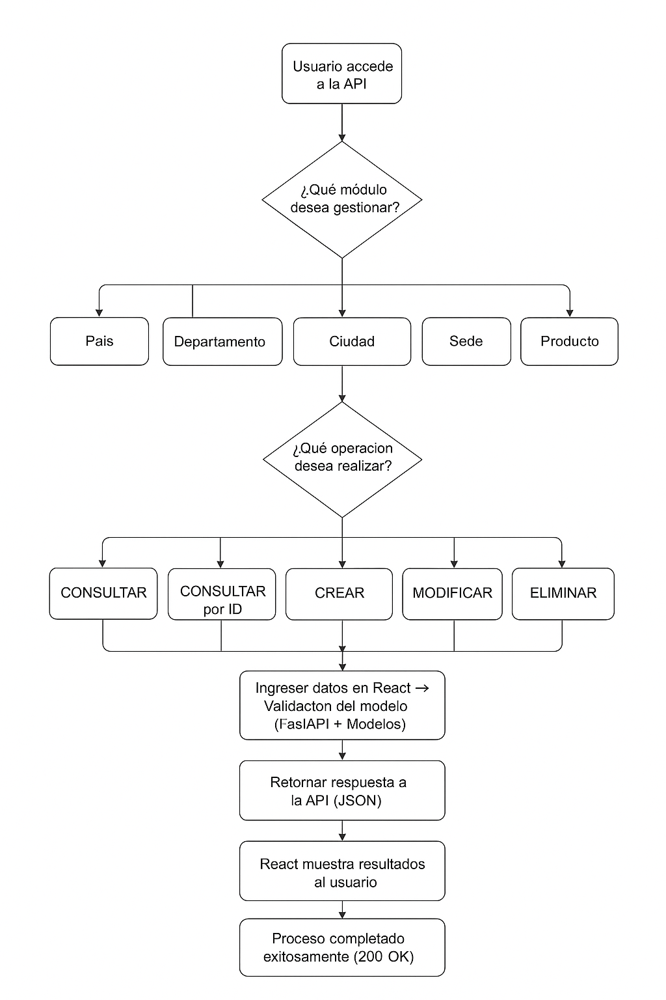 Usuario accede
a la API
¿.Qué módulo
desea gestionar?
Pais
Departamento
Ciudad
Sede
Producto
¿.Qué operacion
desea realizar?
CONSULTAR
CONSULTAR
por ID
CREAR
MODIFICAR
ELIMINAR
Ingreser datos en React →
Validacton del modelo
(FaslAPI + Modelos)
Retornar respuesta a
la API (JSON)
React muestra resultados
al usuario
Proceso completado
exitosamente (200 OK)